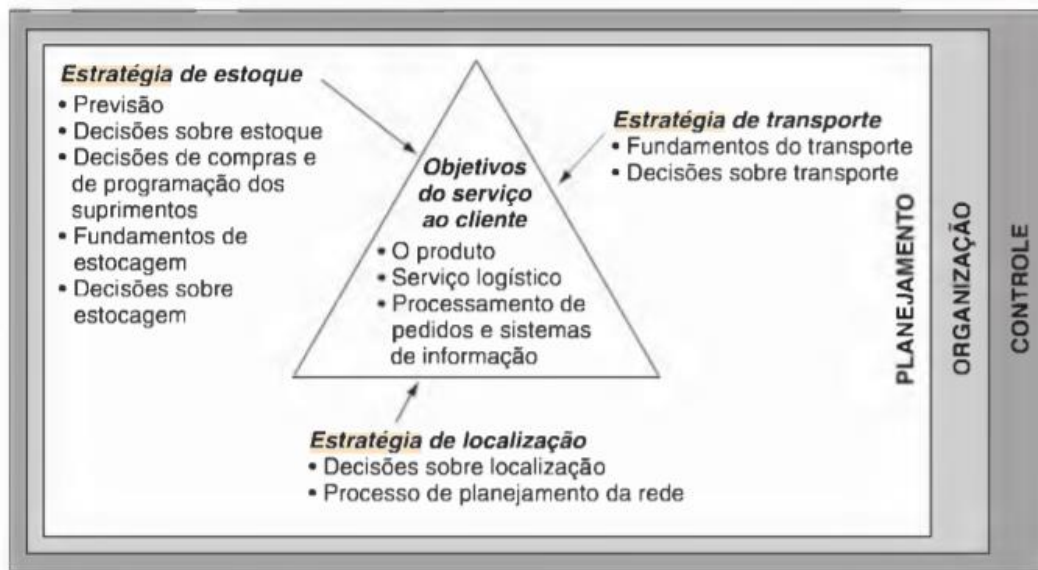 Estratégia de estoque
• Previsão
• Decisões sobre estoque
• Decisões de compras e
de programação dos
suprimentos
• Fundamentos de
estocagem
• Decisões sobre
estocagem
Objetivos
do serviço
ao cliente
• O produto
• Serviço logístico
• Processamento de
pedidos e sistemas
de informação
Estratégia de transporte
• Fundamentos do transporte
• Decisões sobre transporte
Estratégia de localização
• Decisões sobre localização
• Processo de planejamento da rede
PLANEJAMENTO
ORGANIZAÇÃO
CONTROLE